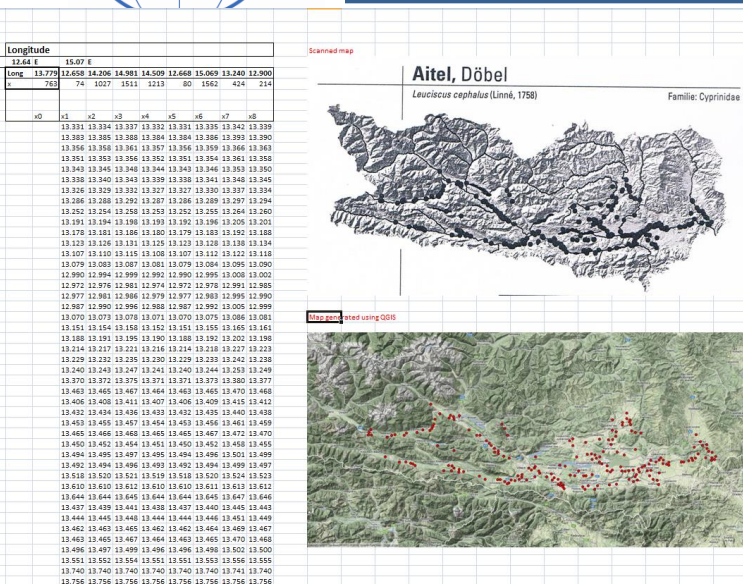 Longitude
12.64 E 15.07 E
Long 13.779 12.658 14.206 14.981 14.509 12.668 15.069 13.240 12.900
x 763 74 1027 1511 1213 80 1562 424 214
x0 x1 x2 x3 x4 x5 x6 x7 x8
13.331 13.334 13.337 13.332 13.331 13.335 13.342 13.339
13.383 13.385 13.388 13.384 13.384 13.386 13.393 13.390
13.356 13.358 13.361 13.357 13.356 13.359 13.366 13.363
13.351 13.353 13.356 13.352 13.351 13.354 13.361 13.358
13.343 13.345 13.348 13.344 13.343 13.346 13.353 13.350
13.338 13.340 13.343 13.339 13.338 13.341 13.348 13.345
13.326 13.329 13.332 13.327 13.327 13.330 13.337 13.334
13.286 13.288 13.292 13.287 13.286 13.289 13.297 13.294
13.252 13.254 13.258 13.253 13.252 13.255 13.264 13.260
13.191 13.194 13.198 13.193 13.192 13.196 13.205 13.201
13.178 13.181 13.186 13.180 13.179 13.183 13.192 13.188
13.123 13.126 13.131 13.125 13.123 13.128 13.138 13.134
13.107 13.110 13.115 13.108 13.107 13.112 13.122 13.118
13.079 13.083 13.087 13.081 13.079 13.084 13.095 13.090
12.990 12.994 12.999 12.992 12.990 12.995 13.008 13.002
12.972 12.976 12.981 12.974 12.972 12.978 12.991 12.985
12.977 12.981 12.986 12.979 12.977 12.983 12.995 12.990
12.987 12.990 12.996 12.988 12.987 12.992 13.005 12.999
13.070 13.073 13.078 13.071 13.070 13.075 13.086 13.081
13.151 13.154 13.158 13.152 13.151 13.155 13.165 13.161
13.188 13.191 13.195 13.190 13.188 13.192 13.202 13.198
13.214 13.217 13.221 13.216 13.214 13.218 13.227 13.223
13.229 13.232 13.235 13.230 13.229 13.233 13.242 13.238
13.240 13.243 13.247 13.241 13.240 13.244 13.253 13.249
13.370 13.372 13.375 13.371 13.371 13.373 13.380 13.377
13.463 13.465 13.467 13.464 13.463 13.465 13.470 13.468
13.406 13.408 13.411 13.407 13.406 13.409 13.415 13.412
13.432 13.434 13.436 13.433 13.432 13.435 13.440 13.438
13.453 13.455 13.457 13.454 13.453 13.456 13.461 13.459
13.465 13.466 13.468 13.465 13.465 13.467 13.472 13.470
13.450 13.452 13.454 13.451 13.450 13.452 13.458 13.455
13.494 13.495 13.497 13.495 13.494 13.496 13.501 13.499
13.492 13.494 13.496 13.493 13.492 13.494 13.499 13.497
13.518 13.520 13.521 13.519 13.518 13.520 13.524 13.523
13.610 13.610 13.612 13.610 13.610 13.611 13.613 13.612
13.644 13.644 13.645 13.644 13.644 13.645 13.647 13.646
13.437 13.439 13.441 13.438 13.437 13.440 13.445 13.443
13.444 13.445 13.448 13.444 13.444 13.446 13.451 13.449
13.462 13.463 13.465 13.462 13.462 13.464 13.469 13.467
13.463 13.465 13.467 13.464 13.463 13.465 13.470 13.468
13.496 13.497 13.499 13.496 13.496 13.498 13.502 13.500
13.551 13.552 13.554 13.551 13.551 13.553 13.556 13.555
13.740 13.740 13.740 13.740 13.740 13.740 13.741 13.740
13.756 13.756 13.756 13.756 13.756 13.756 13.756 13.756
Scanned map
Aitel, Döbel
Leuciscus cephalus (Linné, 1758) Familie: Cyprinidae
Map generated using QGIS